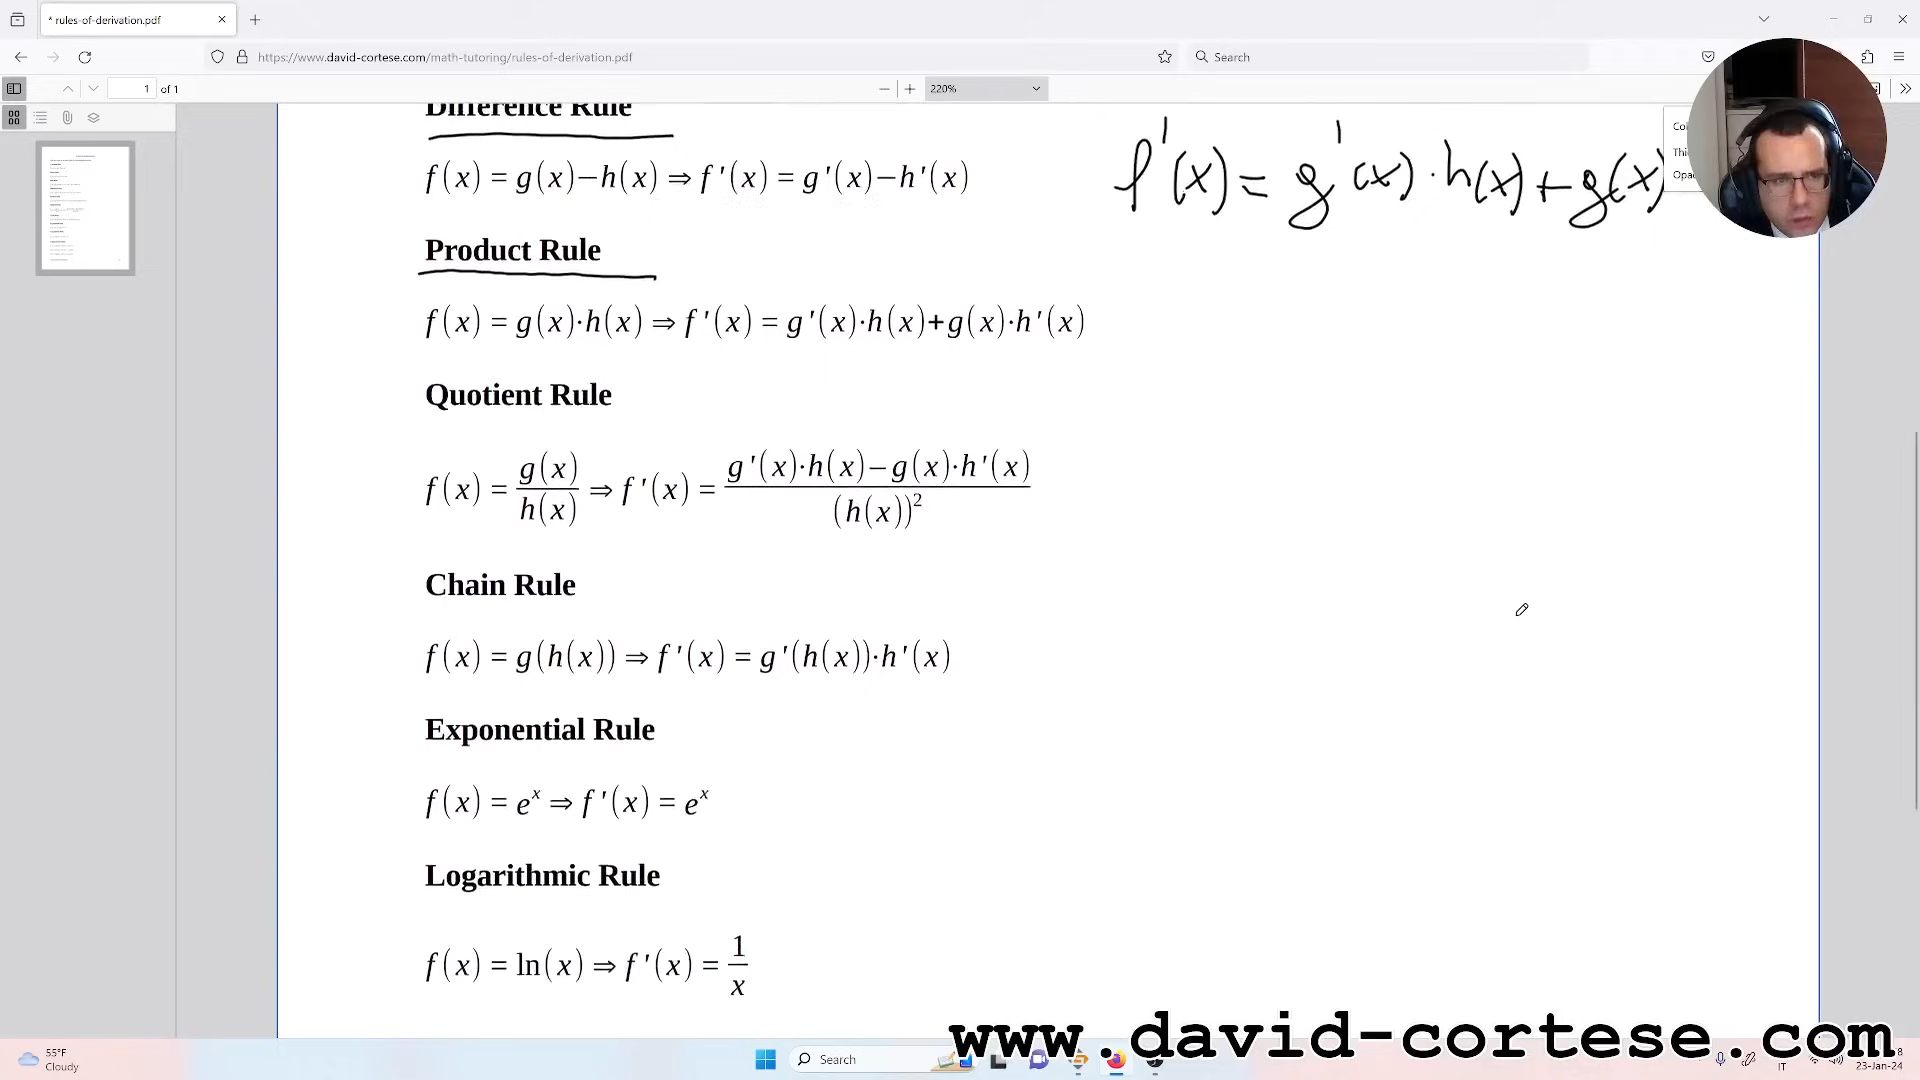 * rules-of-derivation.pdf
https://www.david-cortese.com/math-tutoring/rules-of-derivation.pdf
Search
1 of 1
220%
Difference Rule
f(x) = g(x)−h(x) ⇒ f'(x) = g'(x)−h'(x)
f'(x) = g'(x)·h(x)+g(x)
Product Rule
f(x) = g(x)·h(x) ⇒ f'(x) = g'(x)·h(x)+g(x)·h'(x)
Quotient Rule
f(x) = g(x)/h(x) ⇒ f'(x) = (g'(x)·h(x)−g(x)·h'(x))/(h(x))²
Chain Rule
f(x) = g(h(x)) ⇒ f'(x) = g'(h(x))·h'(x)
Exponential Rule
f(x) = eˣ ⇒ f'(x) = eˣ
Logarithmic Rule
f(x) = ln(x) ⇒ f'(x) = 1/x
www.david-cortese.com
55°F
Cloudy
Search
IT
23-Jan-24